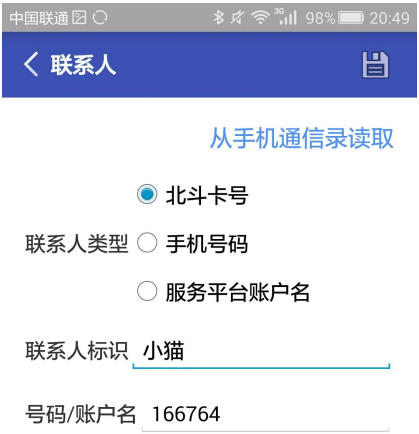 中国联通 3G 98% 20:49
联系人
从手机通信录读取
北斗卡号
联系人类型 手机号码
服务平台账户名
联系人标识 小猫
号码/账户名 166764